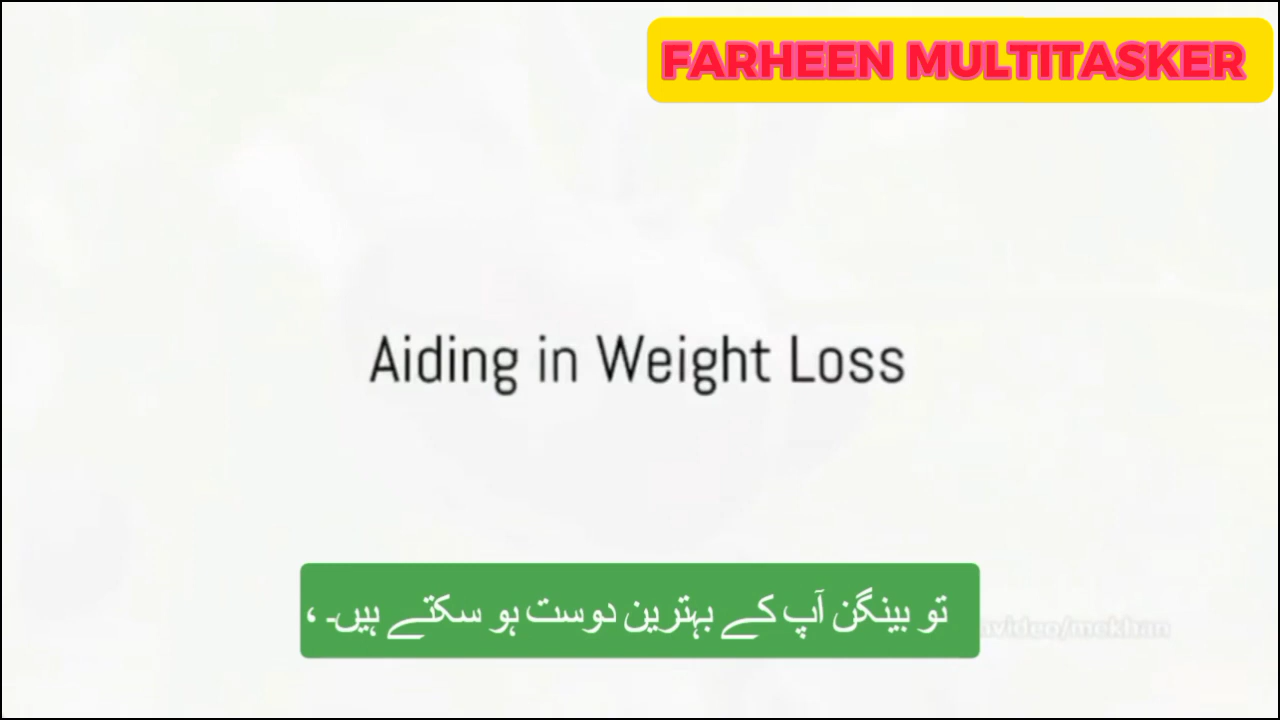 FARHEEN MULTITASKER
Aiding in Weight Loss
تو بینگن آپ کے بہترین دوست ہو سکتے ہیں۔ ،